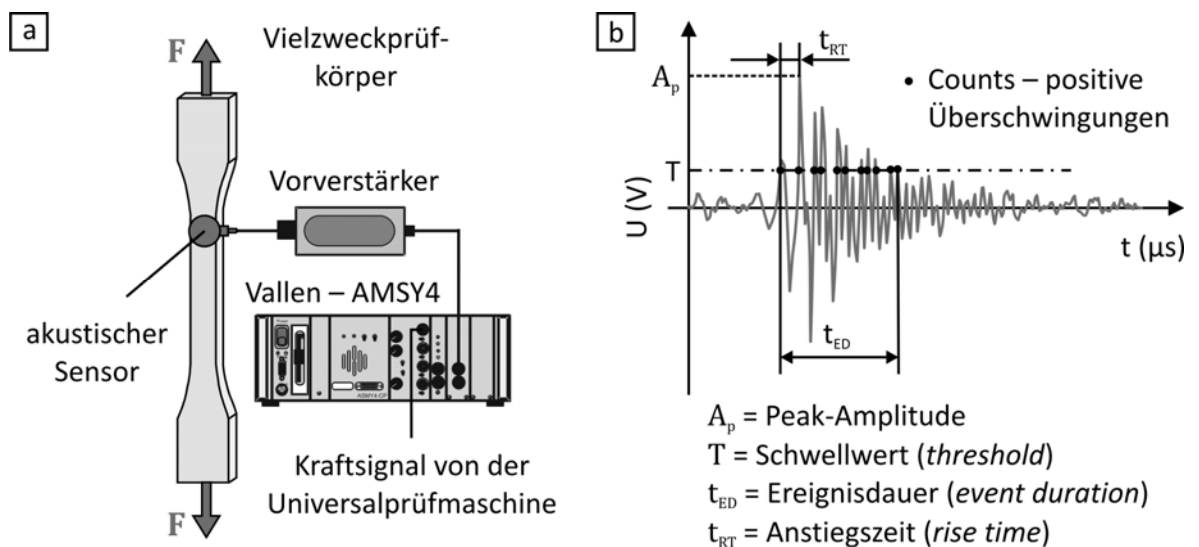 a
F
Vielzweckprüf-
körper
Vorverstärker
Vallen – AMSY4
akustischer
Sensor
Kraftsignal von der
Universalprüfmaschine
F
b
t_RT
A_p
• Counts – positive
Überschwingungen
T
U (V)
t (µs)
t_ED
A_p = Peak-Amplitude
T = Schwellwert (threshold)
t_ED = Ereignisdauer (event duration)
t_RT = Anstiegszeit (rise time)